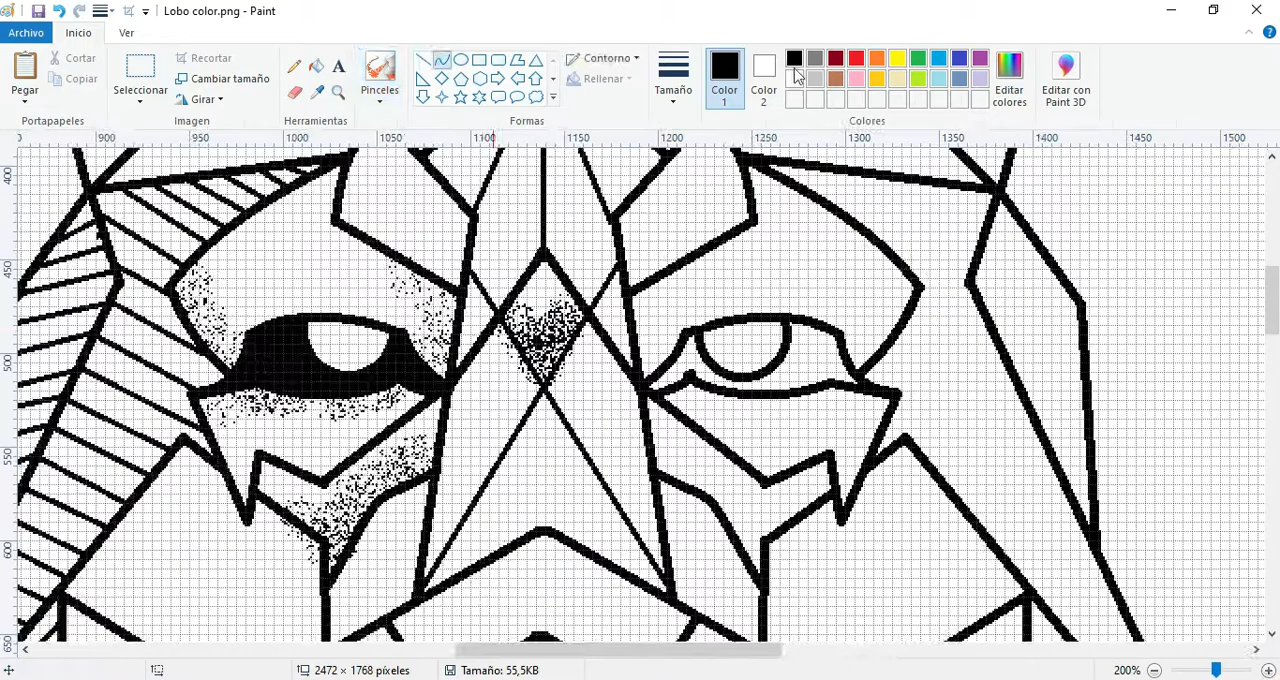 Lobo color.png - Paint
Archivo Inicio Ver
Pegar
Cortar
Copiar
Portapapeles
Seleccionar
Recortar
Cambiar tamaño
Girar
Imagen
A
Herramientas
Pinceles
Contorno
Rellenar
Formas
Tamaño
Color 1
Color 2
Editar colores
Colores
Editar con Paint 3D
900 950 1000 1050 1100 1150 1200 1250 1300 1350 1400 1450 1500
400
450
500
550
600
650
2472 × 1768 píxeles
Tamaño: 55,5KB
200%